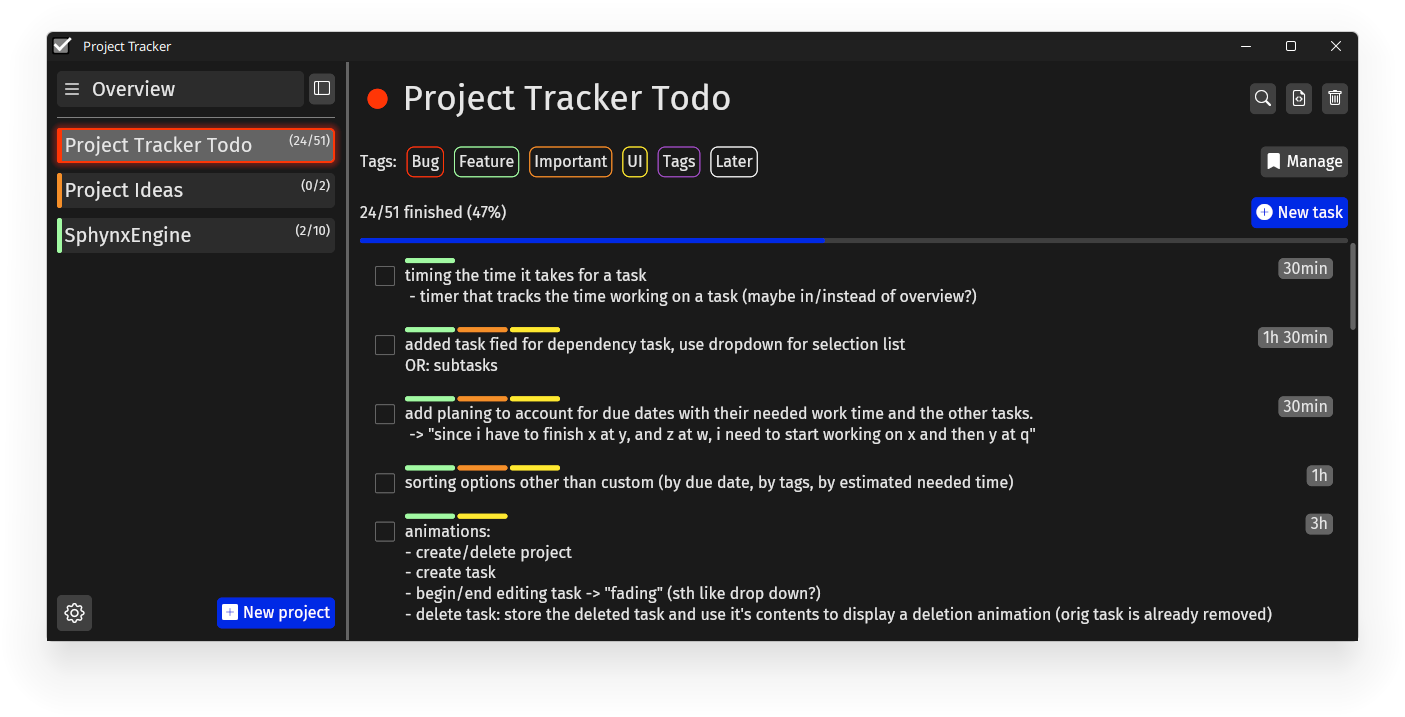 Project Tracker
Overview
Project Tracker Todo (24/51)
Project Ideas (0/2)
SphynxEngine (2/10)
New project
Project Tracker Todo
Tags: Bug Feature Important UI Tags Later
Manage
24/51 finished (47%)
New task
timing the time it takes for a task
- timer that tracks the time working on a task (maybe in/instead of overview?)
30min
added task fied for dependency task, use dropdown for selection list
OR: subtasks
1h 30min
add planing to account for due dates with their needed work time and the other tasks.
-> "since i have to finish x at y, and z at w, i need to start working on x and then y at q"
30min
sorting options other than custom (by due date, by tags, by estimated needed time)
1h
animations:
- create/delete project
- create task
- begin/end editing task -> "fading" (sth like drop down?)
- delete task: store the deleted task and use it's contents to display a deletion animation (orig task is already removed)
3h